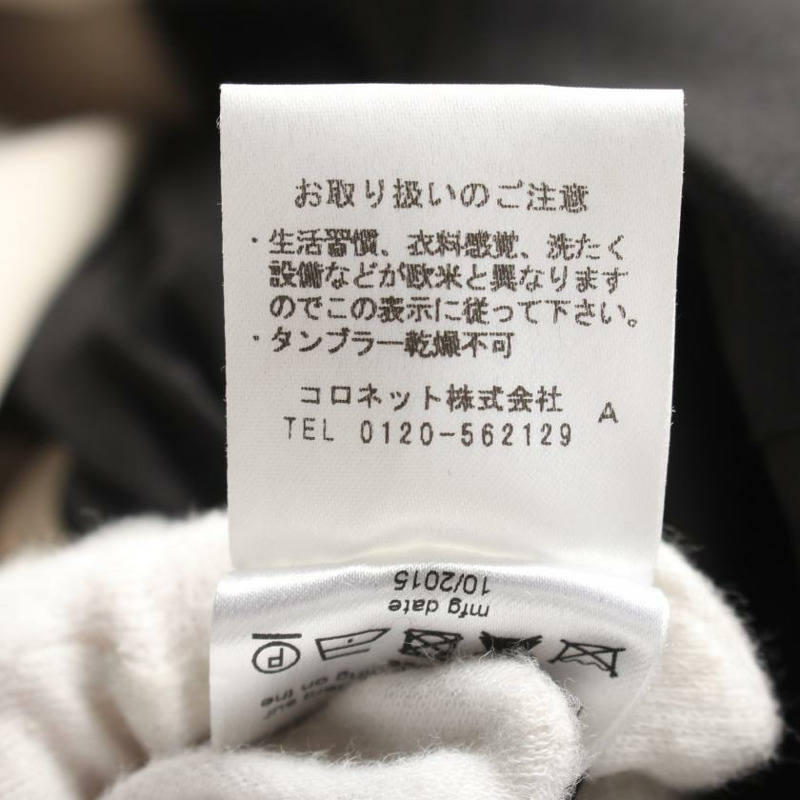 お取り扱いのご注意
・生活習慣、衣料感覚、洗たく
設備などが欧米と異なります
のでこの表示に従って下さい。
・タンブラー乾燥不可
コロネット株式会社 A
TEL 0120-562129
mfg date
10/2015
P